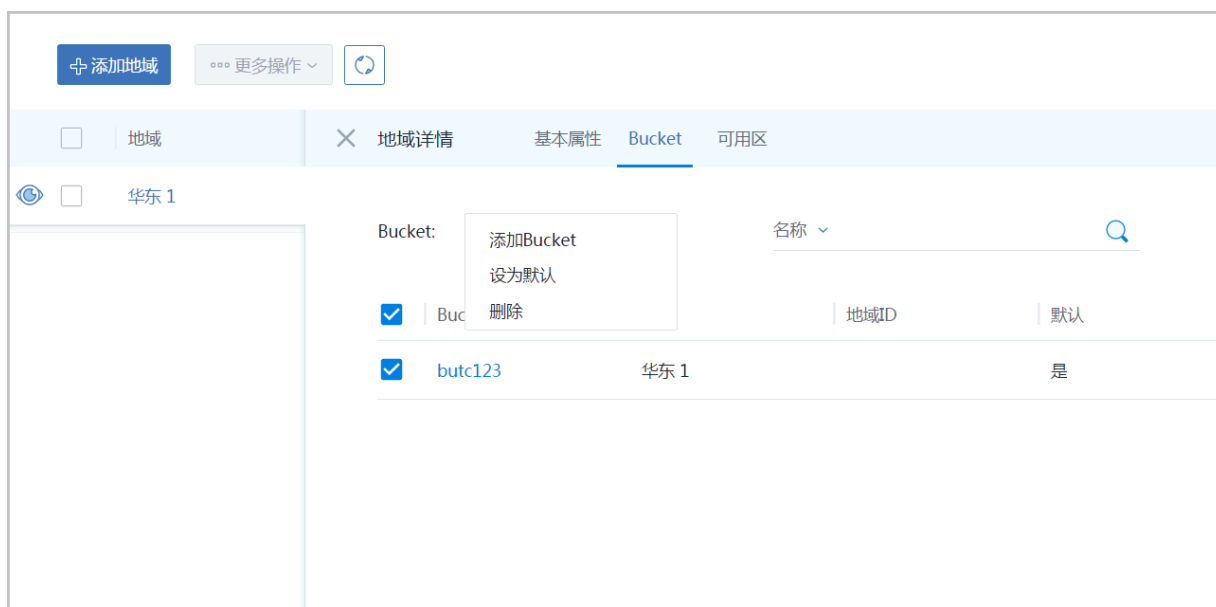 添加地域 更多操作
地域 地域详情 基本属性 Bucket 可用区
华东 1
Bucket: 名称
添加Bucket
设为默认
删除
Buc 地域ID 默认
butc123 华东 1 是